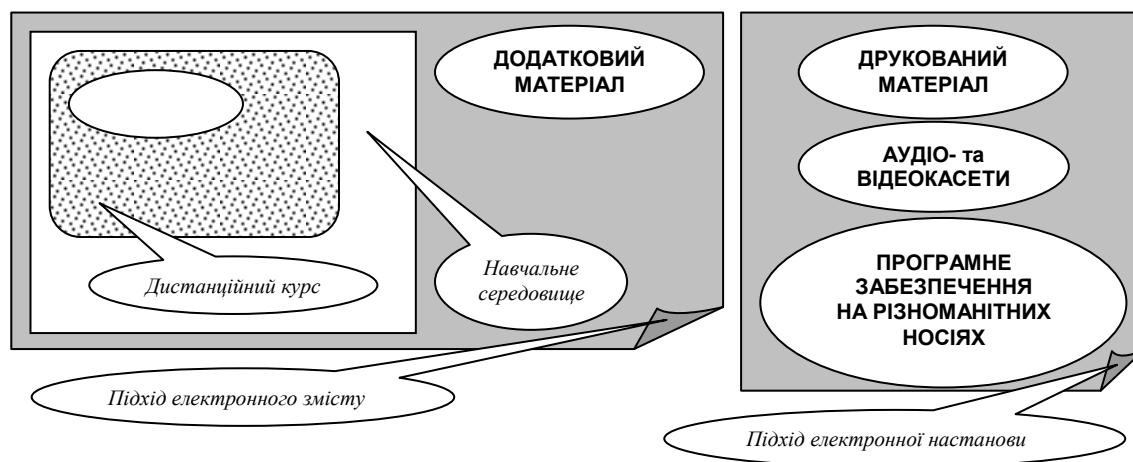 ДОДАТКОВИЙ
МАТЕРІАЛ
Дистанційний курс
Навчальне
середовище
Підхід електронного змісту
ДРУКОВАНИЙ
МАТЕРІАЛ
АУДІО- та
ВІДЕОКАСЕТИ
ПРОГРАМНЕ
ЗАБЕЗПЕЧЕННЯ
НА РІЗНОМАНІТНИХ
НОСІЯХ
Підхід електронної настанови